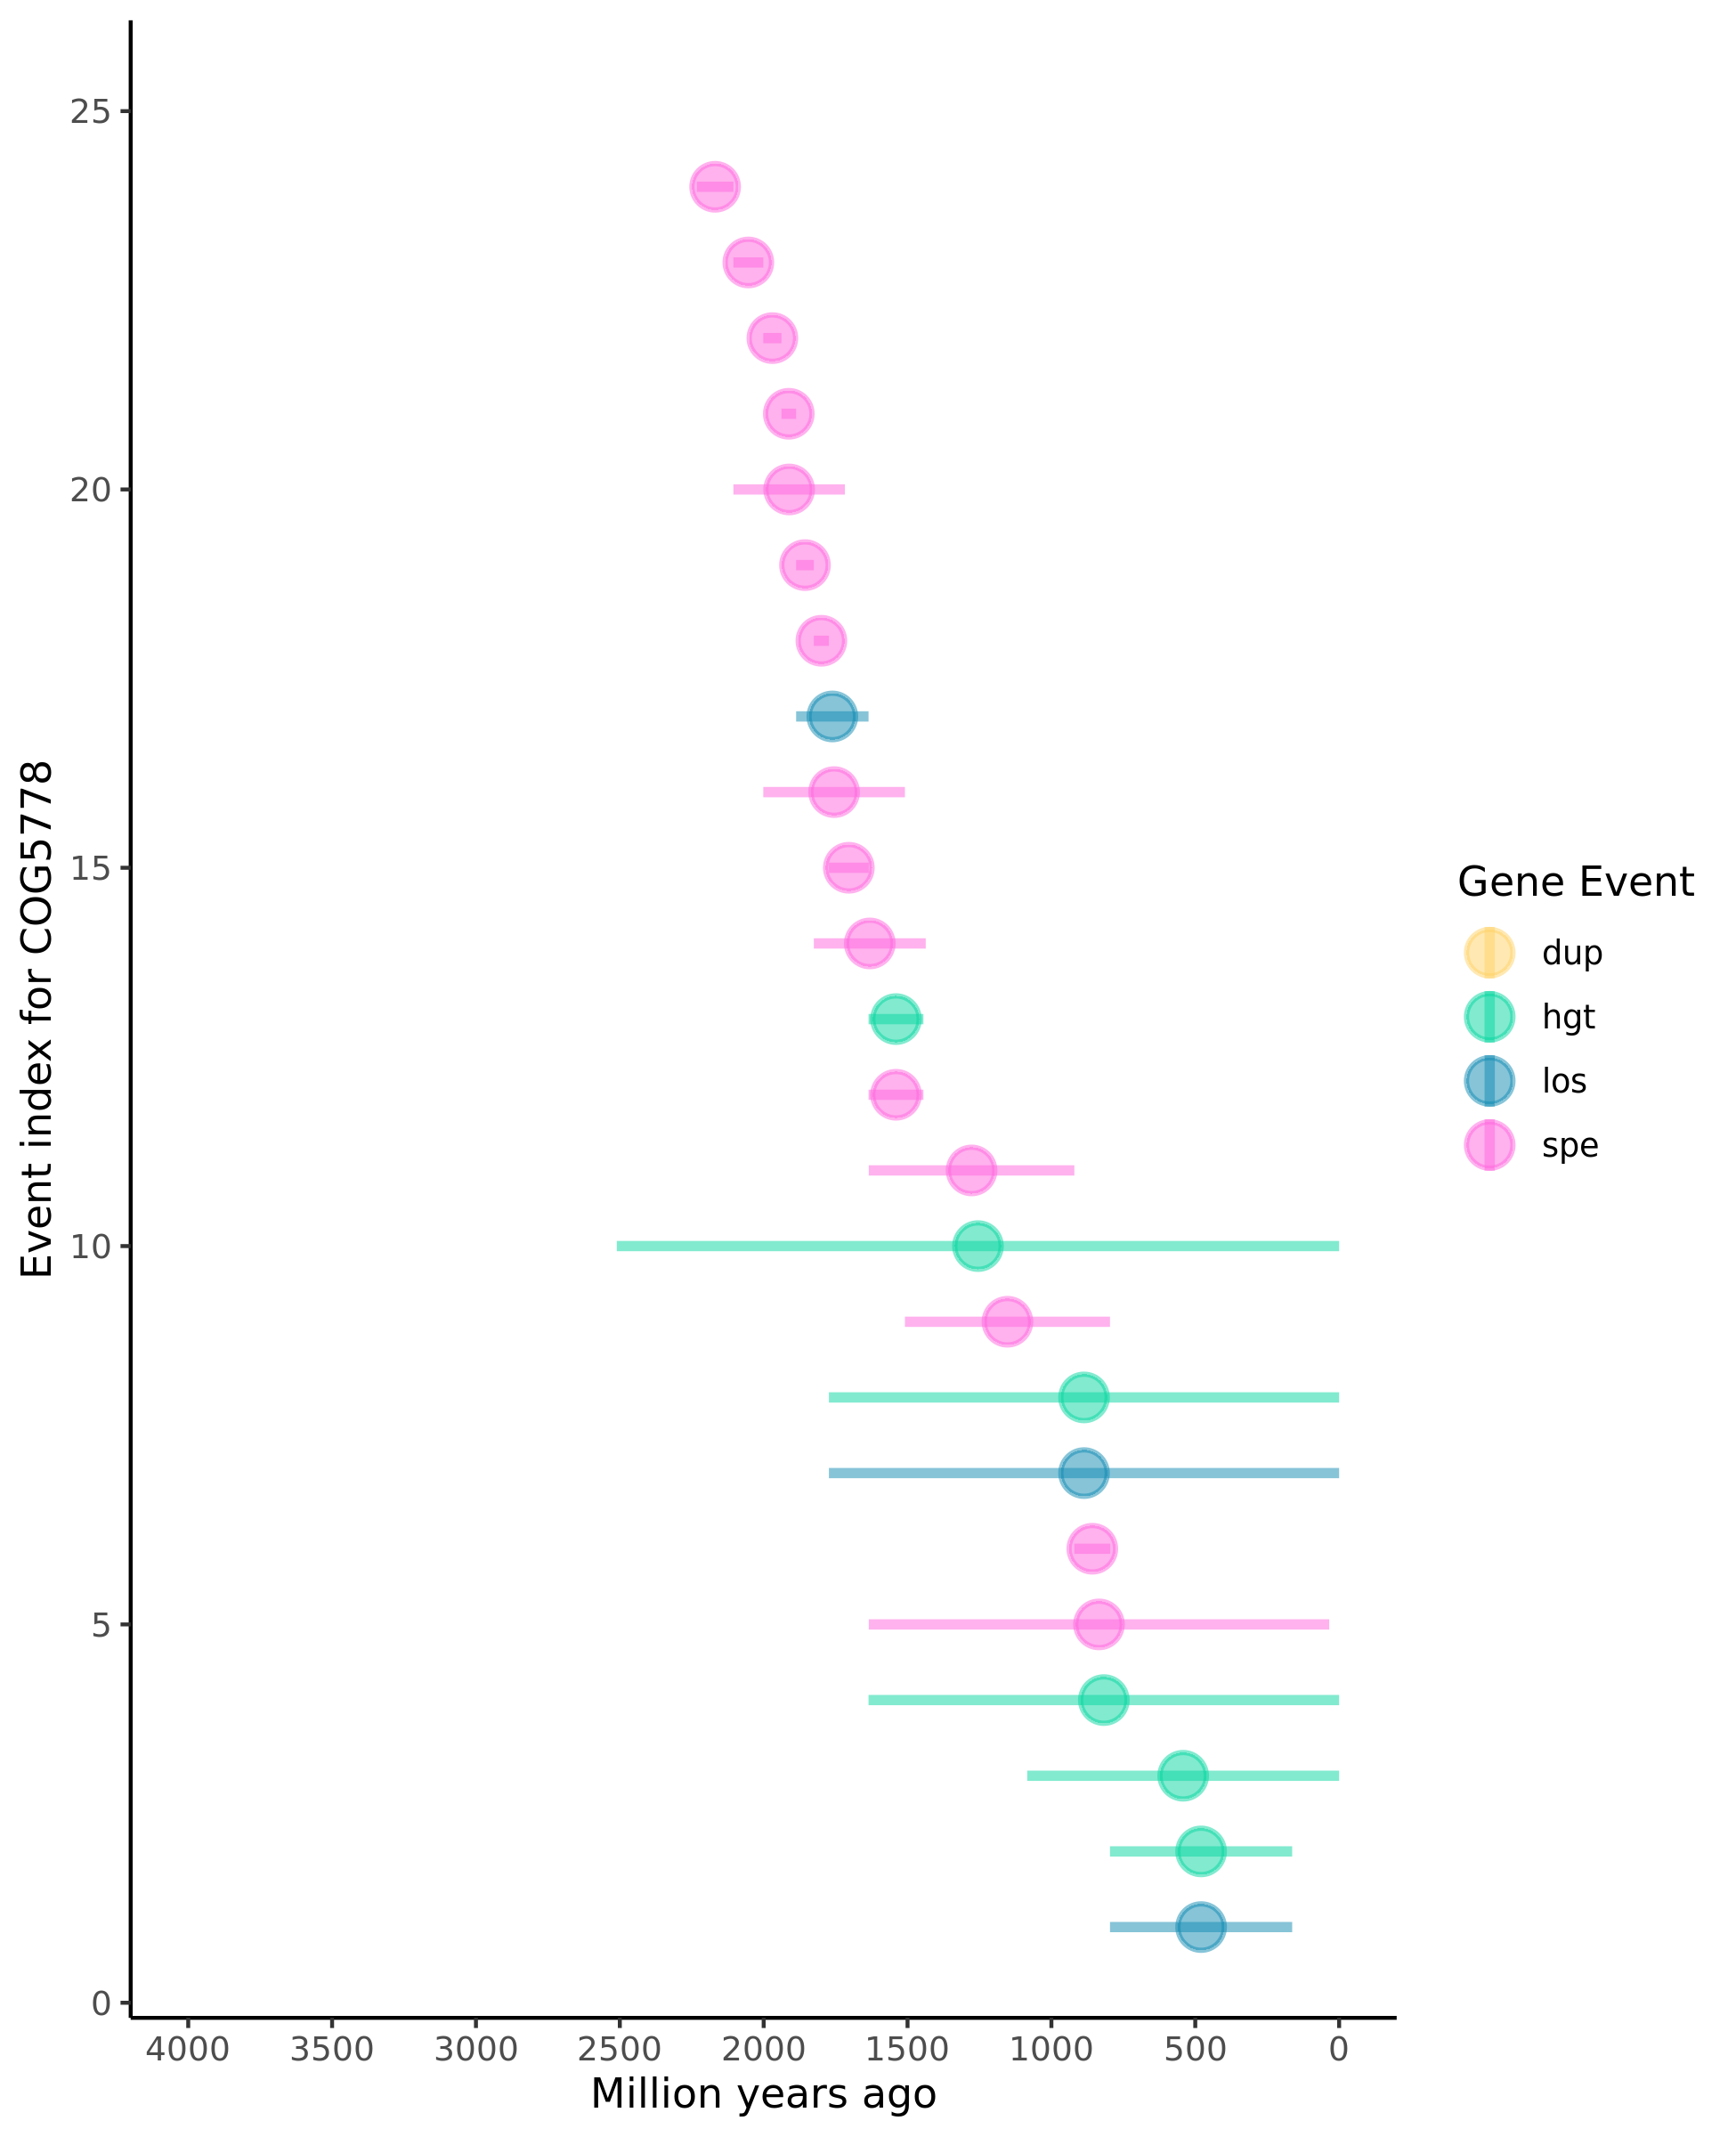 25
20
15
10
5
0
Event index for COG5778
4000 3500 3000 2500 2000 1500 1000 500 0
Million years ago
Gene Event
dup
hgt
los
spe